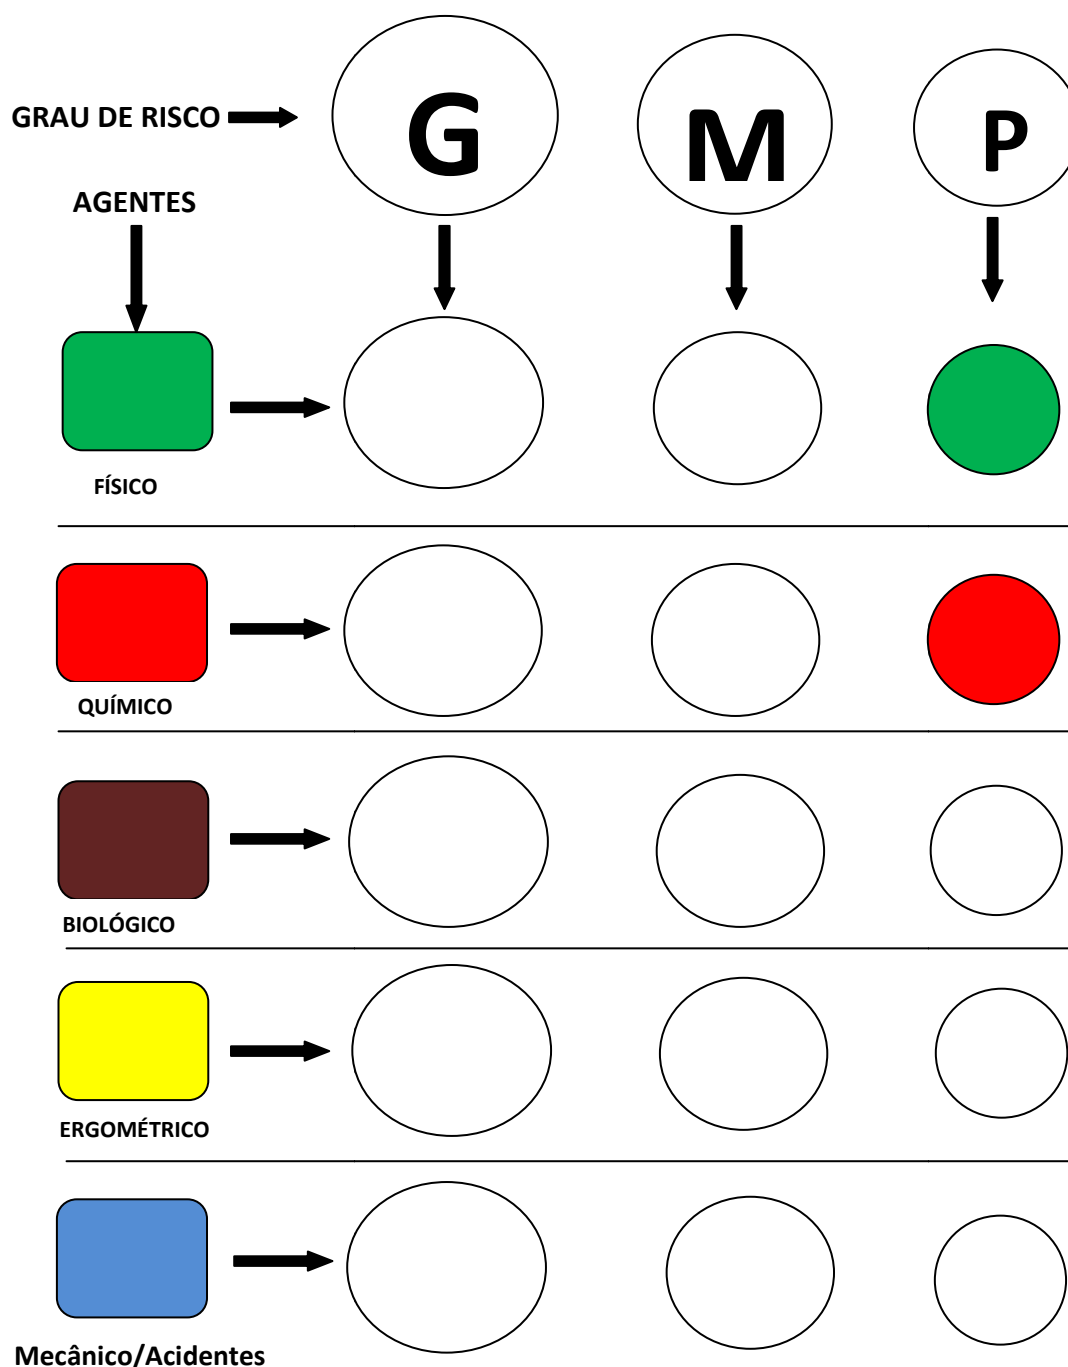 GRAU DE RISCO
G
M
P
AGENTES
FÍSICO
QUÍMICO
BIOLÓGICO
ERGOMÉTRICO
Mecânico/Acidentes